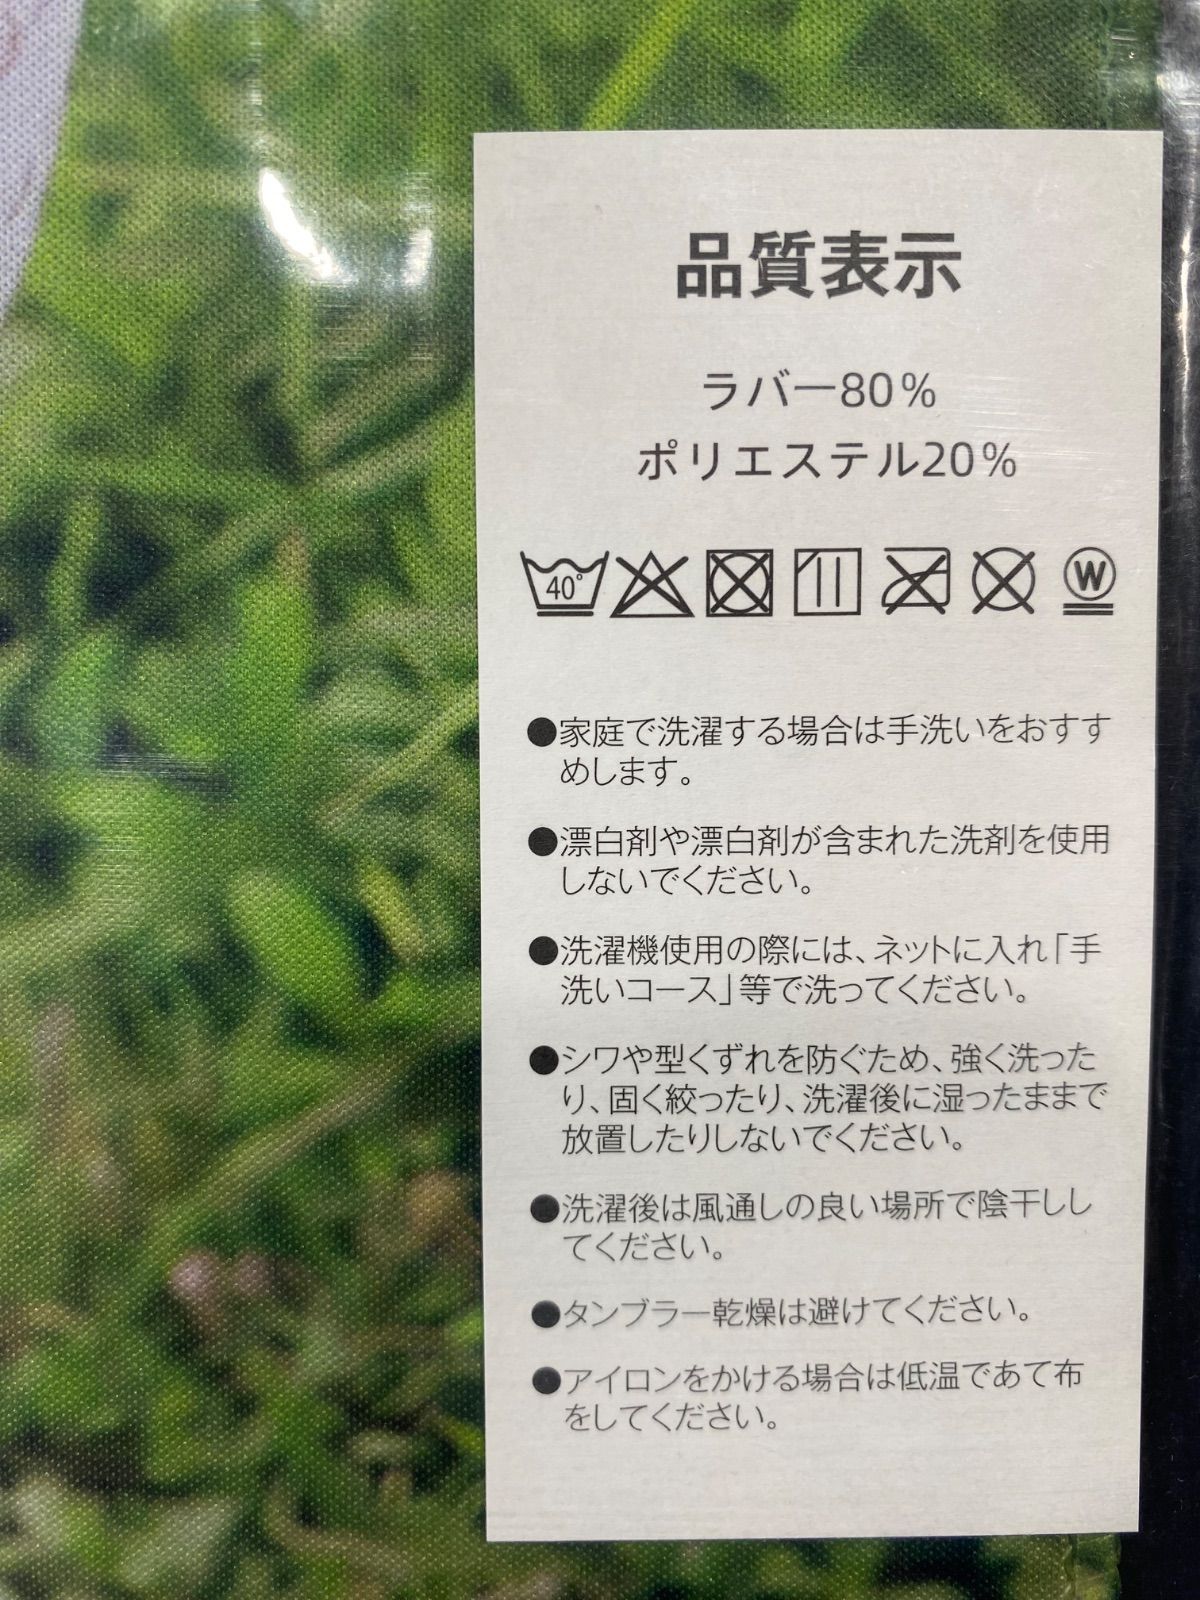 品質表示
ラバー80%
ポリエステル20%
40°
W
●家庭で洗濯する場合は手洗いをおすす
めします。
●漂白剤や漂白剤が含まれた洗剤を使用
しないでください。
●洗濯機使用の際には、ネットに入れ「手
洗いコース」等で洗ってください。
●シワや型くずれを防ぐため、強く洗った
り、固く絞ったり、洗濯後に湿ったままで
放置したりしないでください。
●洗濯後は風通しの良い場所で陰干しし
てください。
●タンブラー乾燥は避けてください。
●アイロンをかける場合は低温であて布
をしてください。